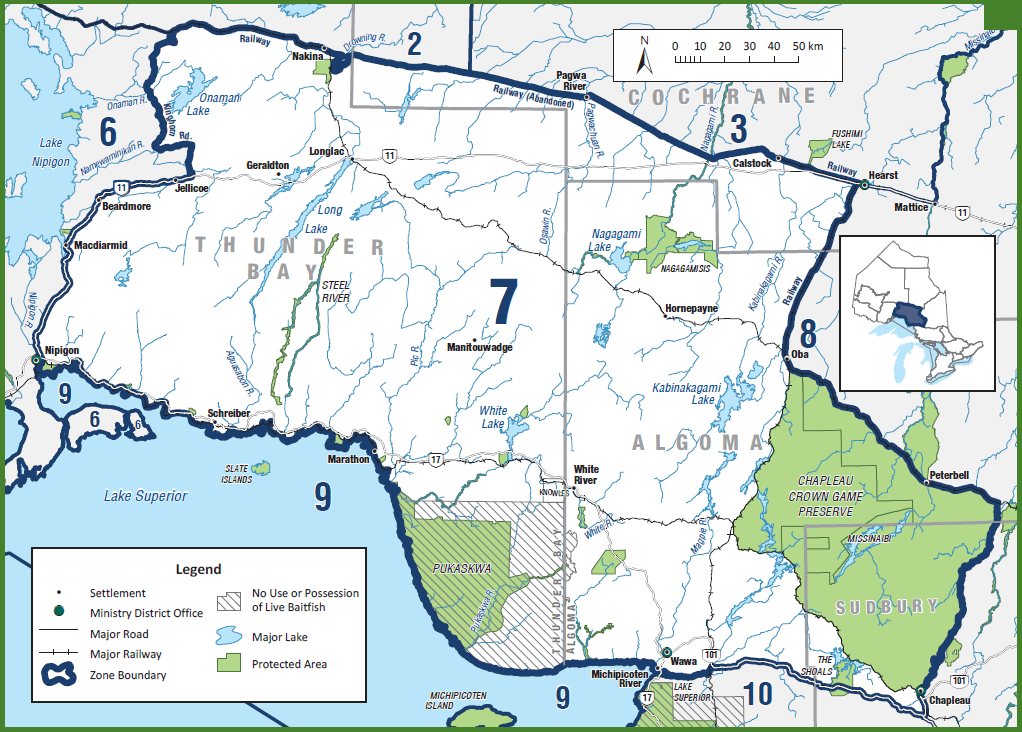 Railway
Nakina
Drowning R.
2
N
0 10 20 30 40 50 km
Missinaibi
Onaman R.
Onaman
Lake
Kinghorn
Rd.
6
Lake
Nipigon
Namewaminikan R.
Pagwa
River
Railway (Abandoned)
Pagwachuan R.
COCHRANE
Nagagami R.
3
FUSHIMI
LAKE
Calstock
Railway
Hearst
Mattice
11
Longlac
11
Geraldton
Jellicoe
11
Beardmore
Macdiarmid
Nipigon R.
Long
Lake
THUNDER
BAY
STEEL
RIVER
Osawin R.
Nagagami
Lake
NAGAGAMISIS
Kabinakagami R.
Railway
7
Hornepayne
8
Oba
Manitouwadge
Pic R.
Aguasabon R.
Nipigon
9
6
6
Schreiber
White
Lake
Kabinakagami
Lake
ALGOMA
Marathon
17
SLATE
ISLANDS
Lake Superior
9
KNOWLES
White
River
White R.
Magpie R.
CHAPLEAU
CROWN GAME
PRESERVE
Peterbell
MISSINAIBI
SUDBURY
PUKASKWA
Pukaskwa R.
THUNDER BAY
ALGOMA
Legend
Settlement
Ministry District Office
Major Road
Major Railway
Zone Boundary
No Use or Possession
of Live Baitfish
Major Lake
Protected Area
Wawa
101
Michipicoten
River
17
LAKE
SUPERIOR
10
THE
SHOALS
101
Chapleau
MICHIPICOTEN
ISLAND
9